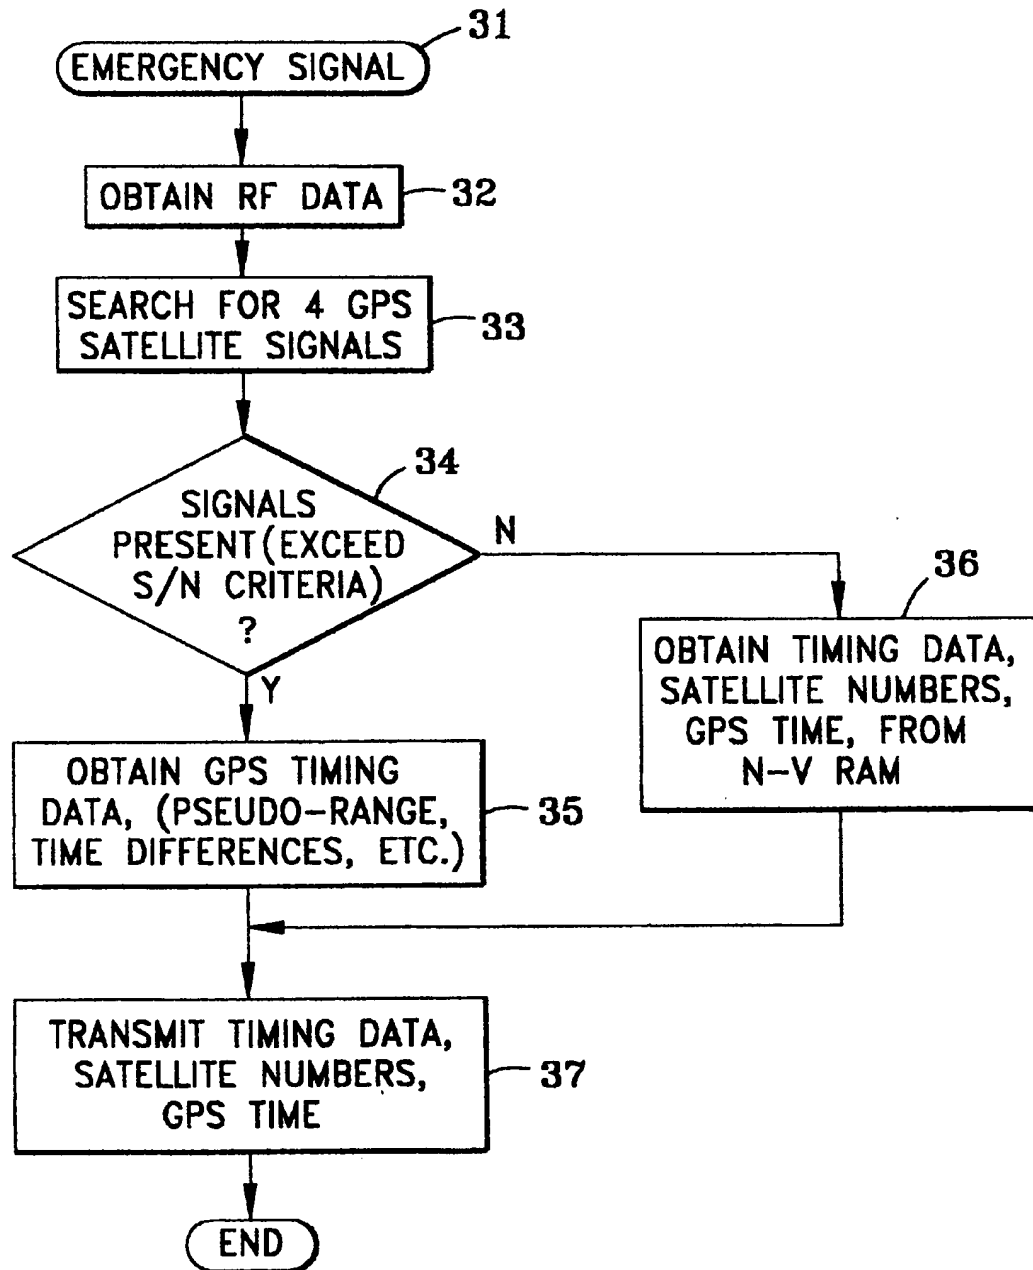 31
EMERGENCY SIGNAL
OBTAIN RF DATA
32
SEARCH FOR 4 GPS
SATELLITE SIGNALS
33
34
SIGNALS
PRESENT(EXCEED
S/N CRITERIA)
?
N
Y
36
OBTAIN TIMING DATA,
SATELLITE NUMBERS,
GPS TIME, FROM
N-V RAM
OBTAIN GPS TIMING
DATA, (PSEUDO-RANGE,
TIME DIFFERENCES, ETC.)
35
TRANSMIT TIMING DATA,
SATELLITE NUMBERS,
GPS TIME
37
END